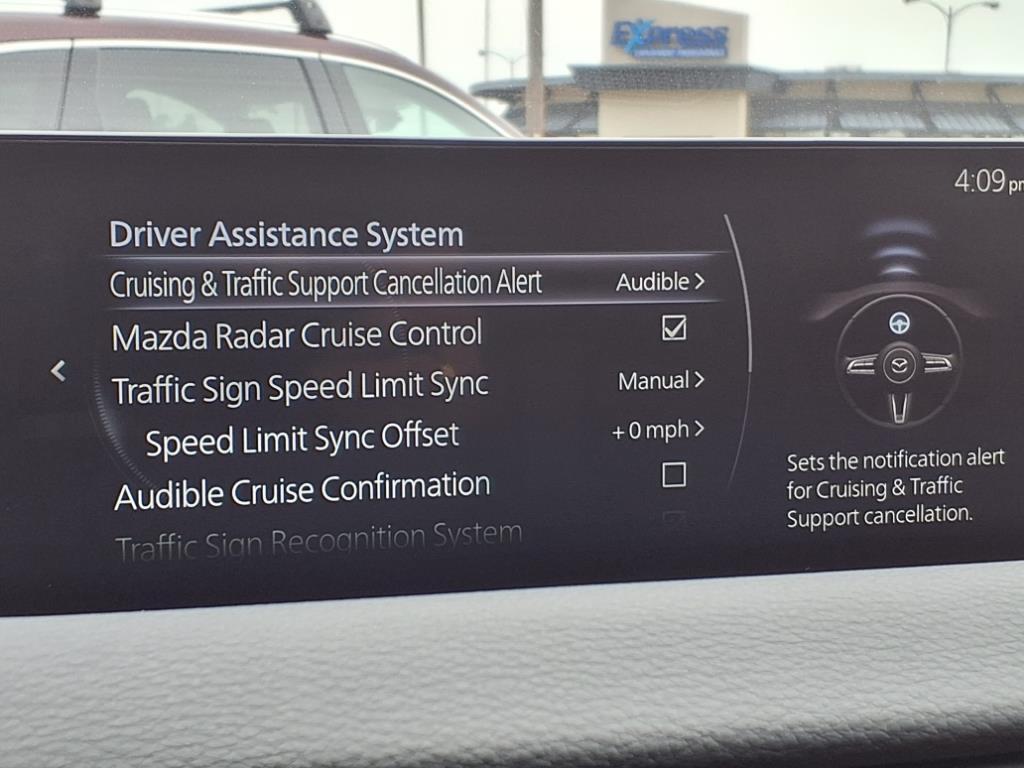 Express
4:09 pm
Driver Assistance System
Cruising & Traffic Support Cancellation Alert Audible >
Mazda Radar Cruise Control
Traffic Sign Speed Limit Sync Manual >
<
Speed Limit Sync Offset + 0 mph >
Audible Cruise Confirmation
Traffic Sign Recognition System
Sets the notification alert
for Cruising & Traffic
Support cancellation.